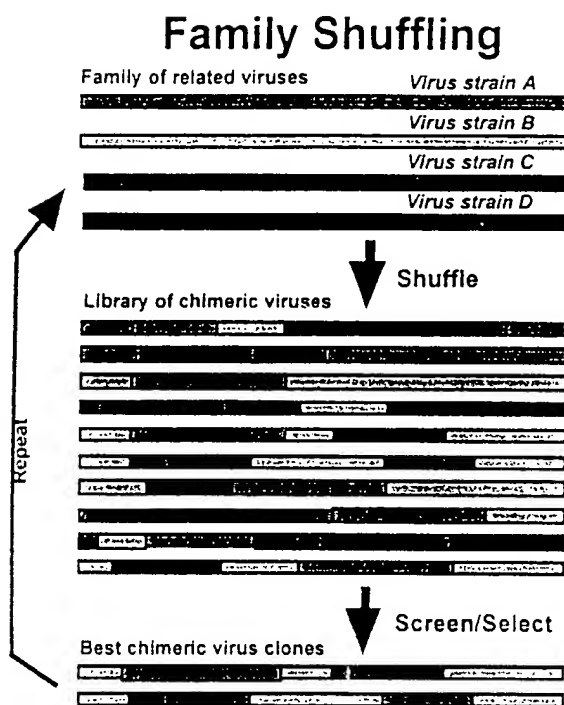 Family Shuffling
Family of related viruses
Virus strain A
Virus strain B
Virus strain C
Virus strain D
Shuffle
Library of chimeric viruses
Repeat
Screen/Select
Best chimeric virus clones